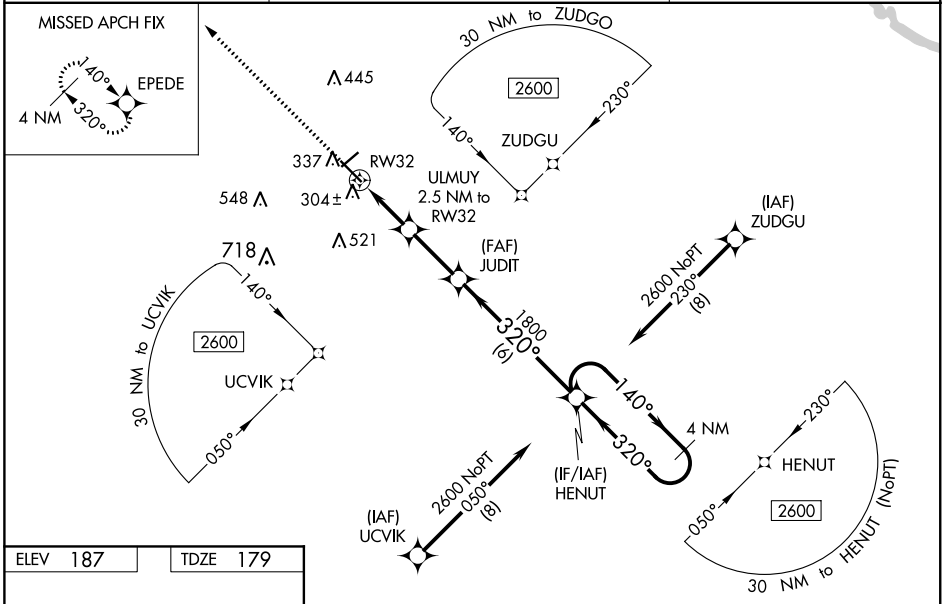 MISSED APCH FIX
140°
EPEDE
4 NM
320°
445
30 NM to ZUDGO
2600
230°
140°
ZUDGU
337
RW32
304±
548
ULMUY
2.5 NM to
RW32
521
718
(FAF)
JUDIT
(IAF)
ZUDGU
2600 NoPT
230°
(8)
30 NM to UCVIK
140°
2600
UCVIK
050°
1800
320°
(6)
140°
4 NM
320°
(IF/IAF)
HENUT
230°
HENUT
050°
2600
30 NM to HENUT (NoPT)
2600 NoPT
050°
(8)
(IAF)
UCVIK
ELEV 187
TDZE 179